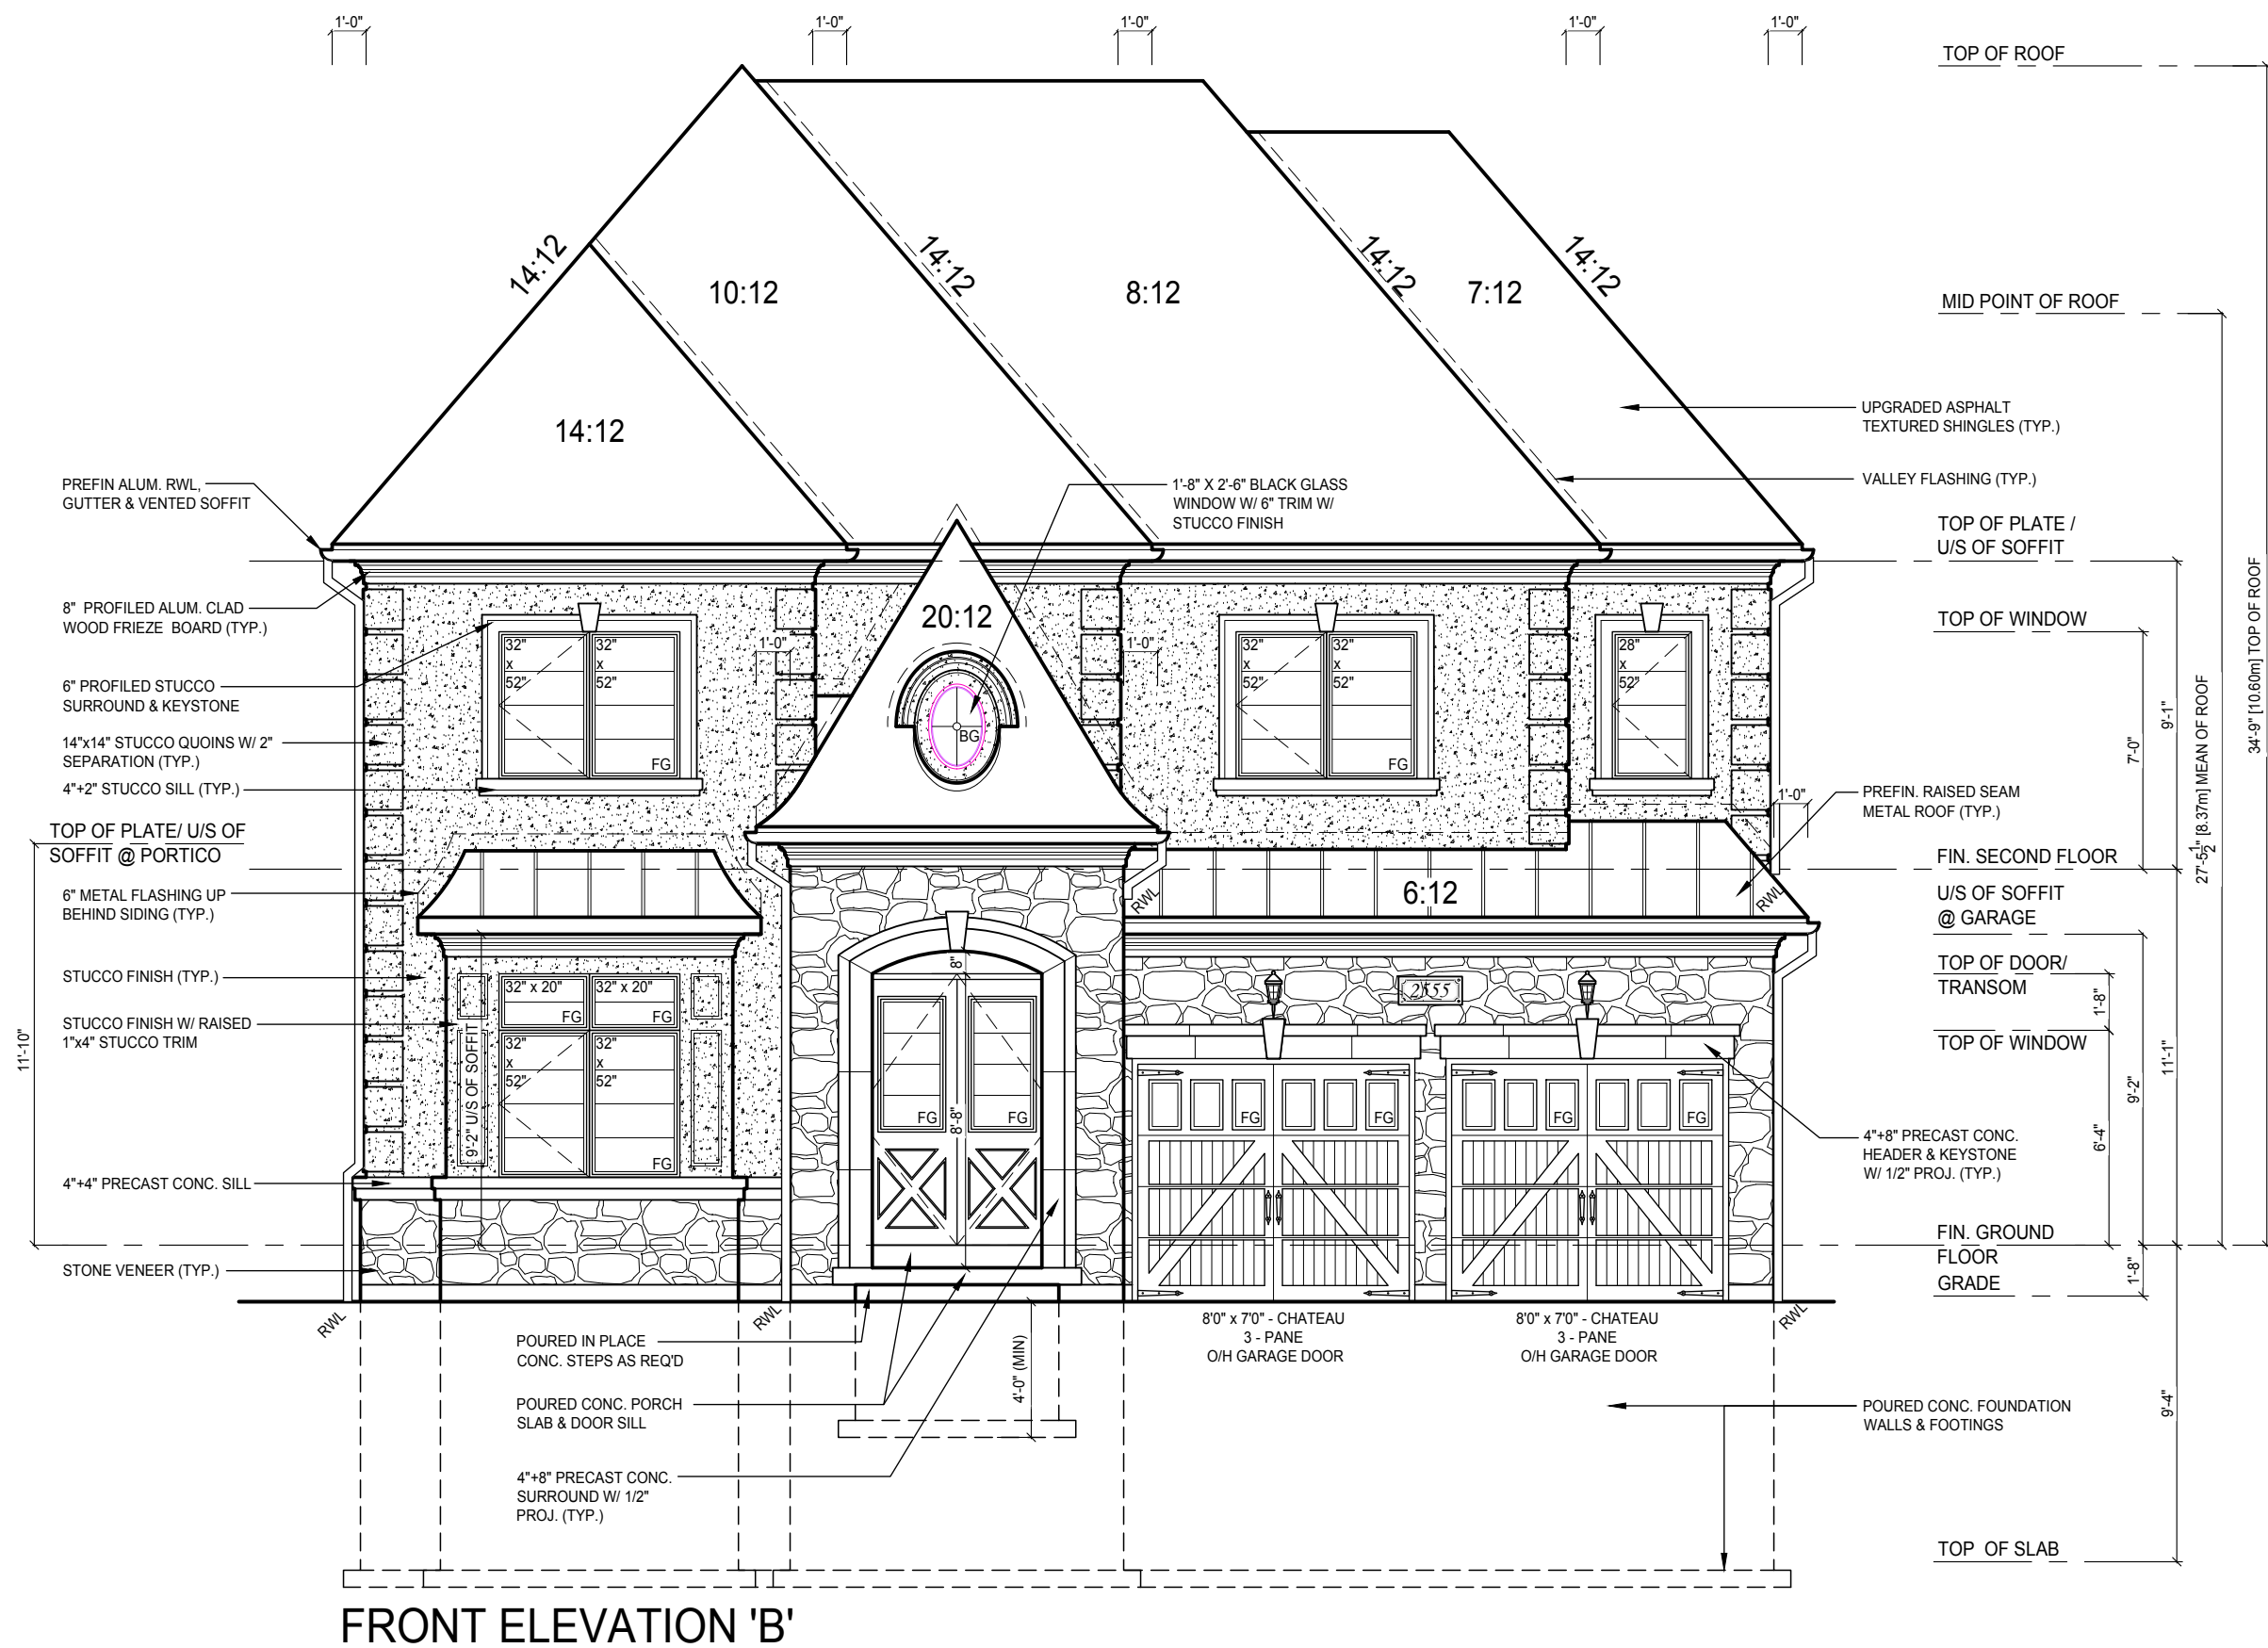 1'-0" 1'-0" 1'-0" 1'-0" 1'-0"
TOP OF ROOF
14:12
10:12
14:12
8:12
14:12
7:12
14:12
14:12
MID POINT OF ROOF
UPGRADED ASPHALT
TEXTURED SHINGLES (TYP.)
VALLEY FLASHING (TYP.)
TOP OF PLATE /
U/S OF SOFFIT
TOP OF WINDOW
PREFIN. RAISED SEAM
METAL ROOF (TYP.)
FIN. SECOND FLOOR
U/S OF SOFFIT
@ GARAGE
TOP OF DOOR/
TRANSOM
TOP OF WINDOW
4"+8" PRECAST CONC.
HEADER & KEYSTONE
W/ 1/2" PROJ. (TYP.)
FIN. GROUND
FLOOR
GRADE
POURED CONC. FOUNDATION
WALLS & FOOTINGS
TOP OF SLAB
34'-9" [10.60m] TOP OF ROOF
27'-5 1/2" [8.37m] MEAN OF ROOF
9'-1"
7'-0"
11'-1"
9'-2"
1'-8"
6'-4"
1'-8"
9'-4"
PREFIN ALUM. RWL,
GUTTER & VENTED SOFFIT
8" PROFILED ALUM. CLAD
WOOD FRIEZE BOARD (TYP.)
6" PROFILED STUCCO
SURROUND & KEYSTONE
14"x14" STUCCO QUOINS W/ 2"
SEPARATION (TYP.)
4"+2" STUCCO SILL (TYP.)
TOP OF PLATE/ U/S OF
SOFFIT @ PORTICO
6" METAL FLASHING UP
BEHIND SIDING (TYP.)
STUCCO FINISH (TYP.)
STUCCO FINISH W/ RAISED
1"x4" STUCCO TRIM
11'-10"
4"+4" PRECAST CONC. SILL
STONE VENEER (TYP.)
1'-8" X 2'-6" BLACK GLASS
WINDOW W/ 6" TRIM W/
STUCCO FINISH
20:12
BG
1'-0"
1'-0"
1'-0"
32"
x
52"
32"
x
52"
FG
32"
x
52"
32"
x
52"
FG
28"
x
52"
6:12
RWL
RWL
32" x 20"
FG
32" x 20"
FG
32"
x
52"
32"
x
52"
FG
9'-2" U/S OF SOFFIT
8"
8'-8"
FG
FG
2555
FG
FG
FG
FG
RWL
RWL
RWL
8'0" x 7'0" - CHATEAU
3 - PANE
O/H GARAGE DOOR
8'0" x 7'0" - CHATEAU
3 - PANE
O/H GARAGE DOOR
POURED IN PLACE
CONC. STEPS AS REQ'D
POURED CONC. PORCH
SLAB & DOOR SILL
4"+8" PRECAST CONC.
SURROUND W/ 1/2"
PROJ. (TYP.)
4'-0" (MIN)
FRONT ELEVATION 'B'